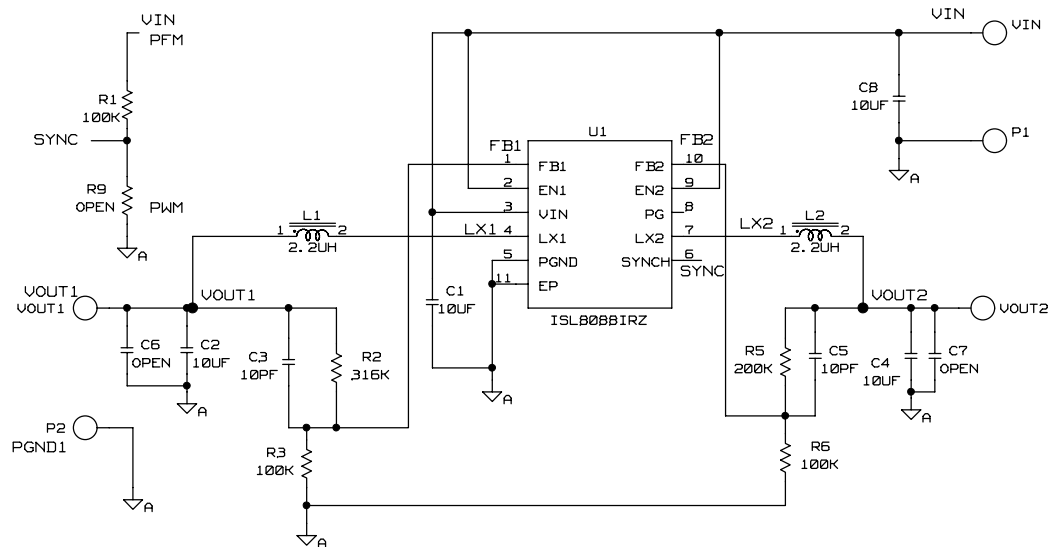 VIN
PFM
R1
100K
SYNC
R9
OPEN
PWM
A
VIN
VIN
C8
10UF
P1
A
U1
FB1
FB2
1
FB1
FB2
10
2
EN1
EN2
9
3
VIN
PG
8
LX1
4
LX1
LX2
7
LX2
5
PGND
SYNCH
6
SYNC
11
EP
ISL8088IRZ
L1
1
2
2.2UH
L2
1
2
2.2UH
C1
10UF
A
VOUT1
VOUT1
VOUT1
C6
OPEN
C2
10UF
A
C3
10PF
R2
316K
R3
100K
A
P2
PGND1
A
VOUT2
VOUT2
R5
200K
C5
10PF
C4
10UF
C7
OPEN
A
R6
100K